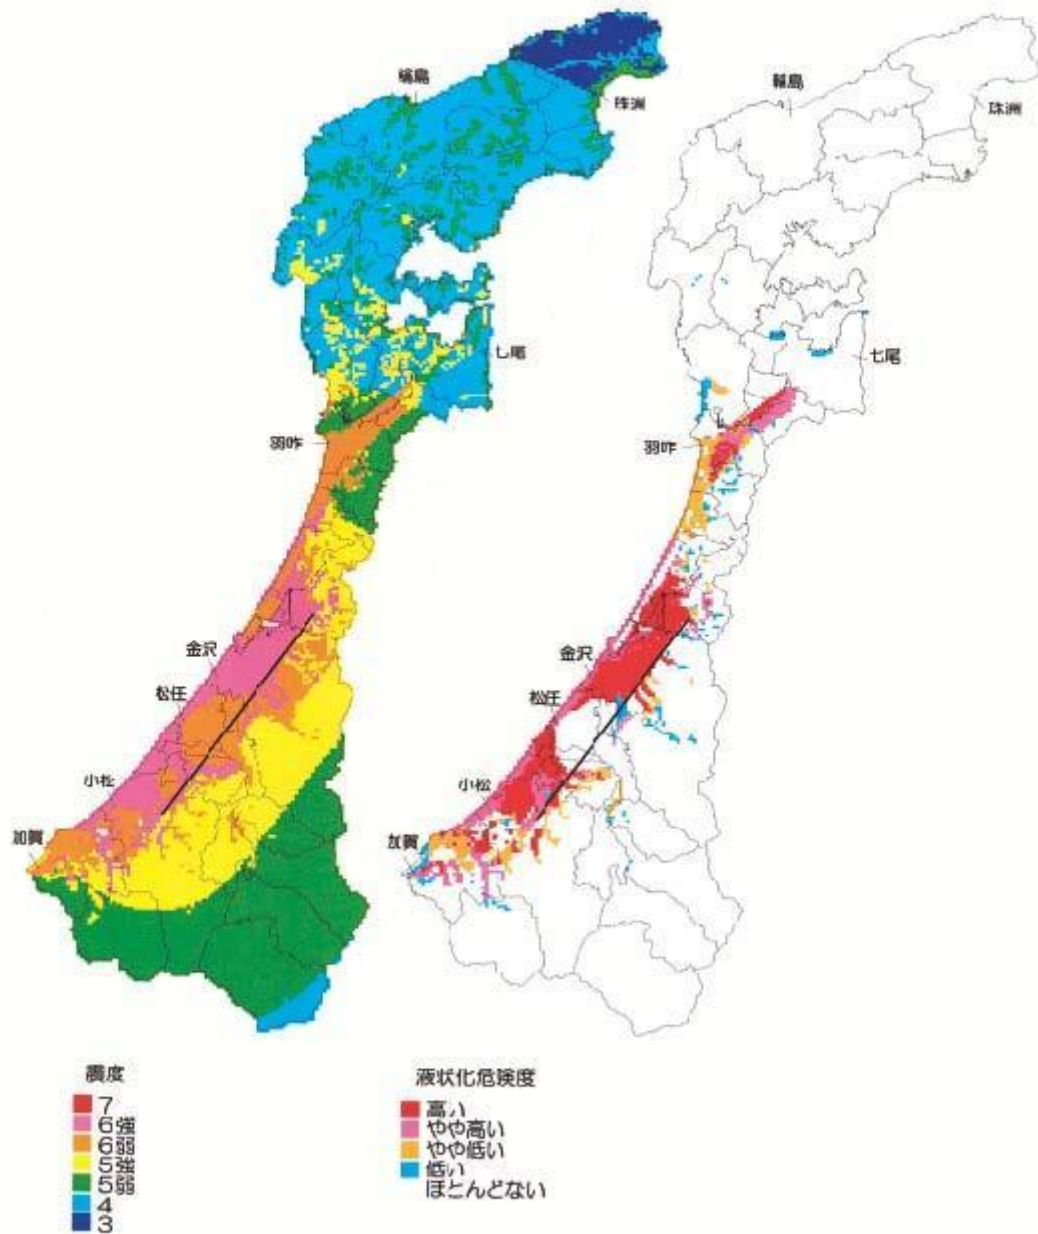 輪島
珠洲
七尾
羽咋
金沢
松任
小松
加賀
輪島
珠洲
七尾
羽咋
金沢
松任
小松
加賀
震度
7
6強
6弱
5強
5弱
4
3
液状化危険度
高い
やや高い
やや低い
低い
ほとんどない